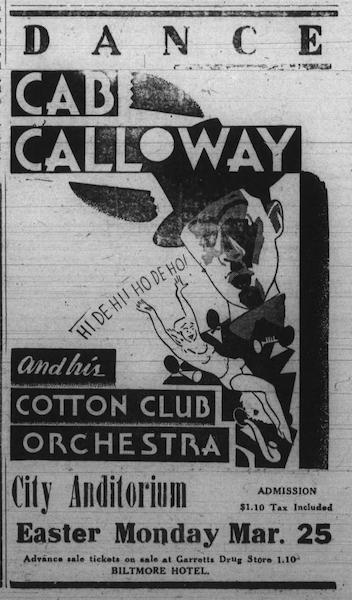 DANCE
CAB
CALLOWAY
HI DE HI! HO DE HO!
and his
COTTON CLUB
ORCHESTRA
City Anditorium
ADMISSION
$1.10 Tax Included
Easter Monday Mar. 25
Advance sale tickets on sale at Garretts Drug Store 1.10
BILTMORE HOTEL.